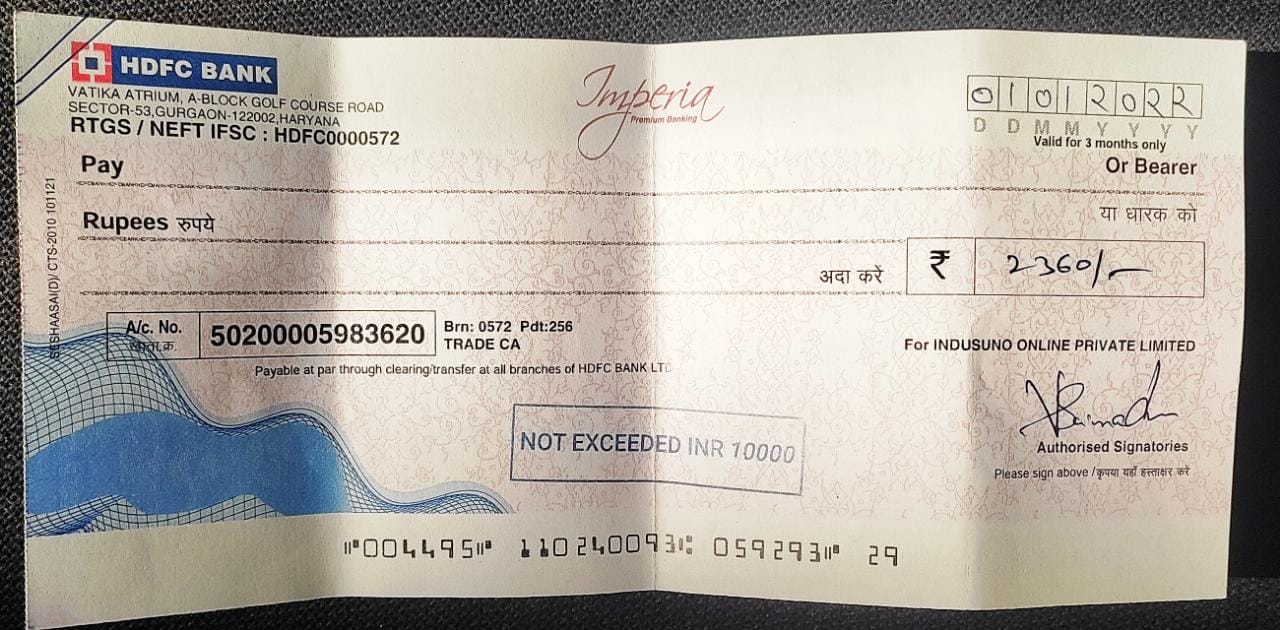 HDFC BANK
VATIKA ATRIUM, A-BLOCK GOLF COURSE ROAD
SECTOR-53,GURGAON-122002,HARYANA
RTGS / NEFT IFSC : HDFC0000572
Imperia
Premium Banking
01012022
D D M M Y Y Y Y
Valid for 3 months only
Pay
Or Bearer
या धारक को
Rupees रुपये
अदा करें
₹ 2360/-
A/c. No.
खाता क्र.
50200005983620
Brn: 0572 Pdt:256
TRADE CA
Payable at par through clearing/transfer at all branches of HDFC BANK LTD
For INDUSUNO ONLINE PRIVATE LIMITED
NOT EXCEEDED INR 10000
Authorised Signatories
Please sign above /कृपया यहाँ हस्ताक्षर करें
⑈004495⑈ 110240093⑆ 059293⑈ 29
CTS-2010 101121